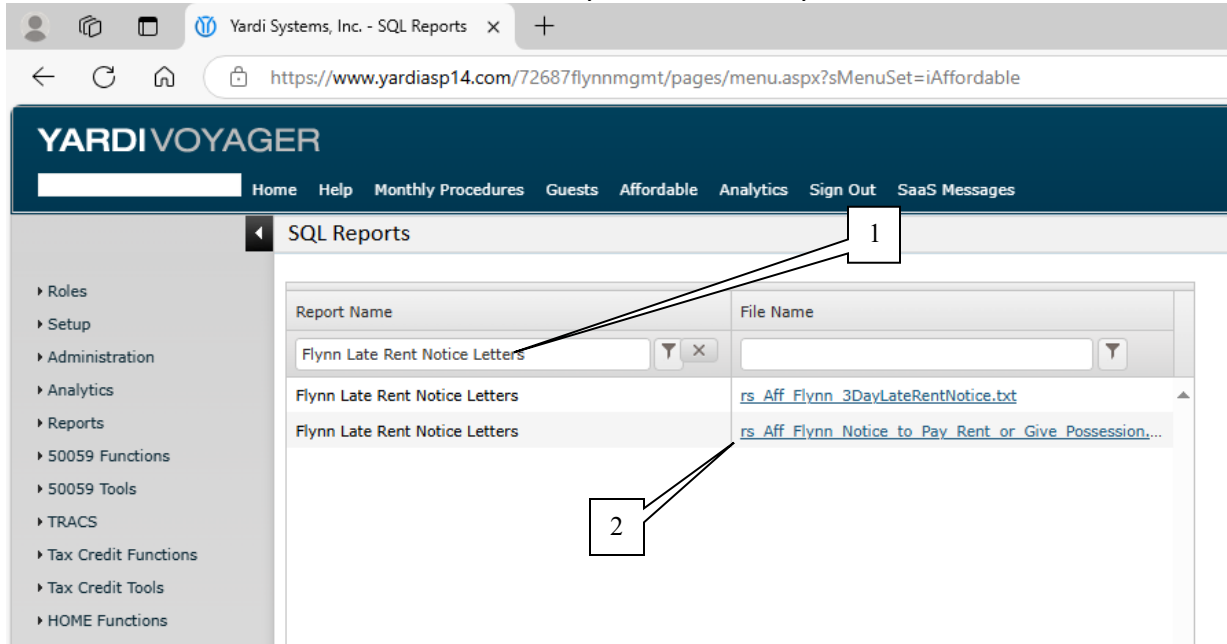 Yardi Systems, Inc. - SQL Reports
https://www.yardiasp14.com/72687flynnmgmt/pages/menu.aspx?sMenuSet=iAffordable
YARDI VOYAGER
Home Help Monthly Procedures Guests Affordable Analytics Sign Out SaaS Messages
SQL Reports
1
Roles
Setup
Administration
Analytics
Reports
50059 Functions
50059 Tools
TRACS
Tax Credit Functions
Tax Credit Tools
HOME Functions
Report Name File Name
Flynn Late Rent Notice Letters
Flynn Late Rent Notice Letters rs_Aff_Flynn_3DayLateRentNotice.txt
Flynn Late Rent Notice Letters rs_Aff_Flynn_Notice_to_Pay_Rent_or_Give_Possession....
2